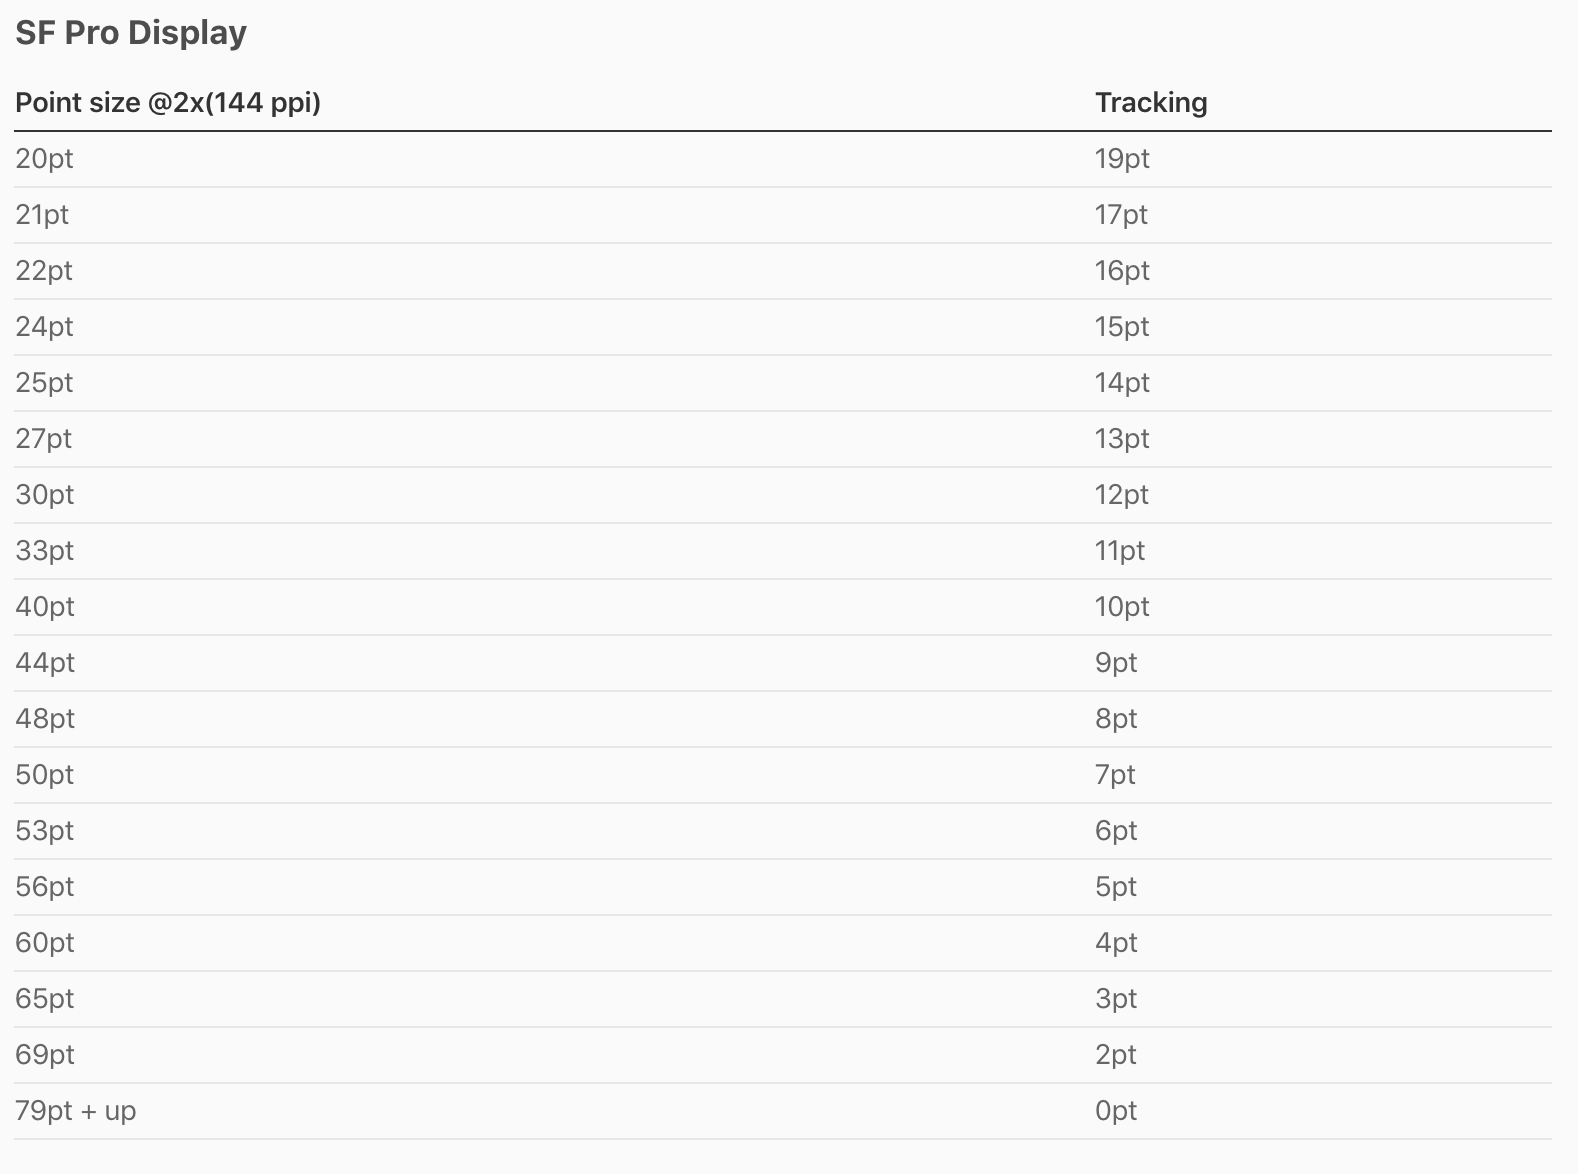 SF Pro Display
Point size @2x(144 ppi) Tracking
20pt 19pt
21pt 17pt
22pt 16pt
24pt 15pt
25pt 14pt
27pt 13pt
30pt 12pt
33pt 11pt
40pt 10pt
44pt 9pt
48pt 8pt
50pt 7pt
53pt 6pt
56pt 5pt
60pt 4pt
65pt 3pt
69pt 2pt
79pt + up 0pt